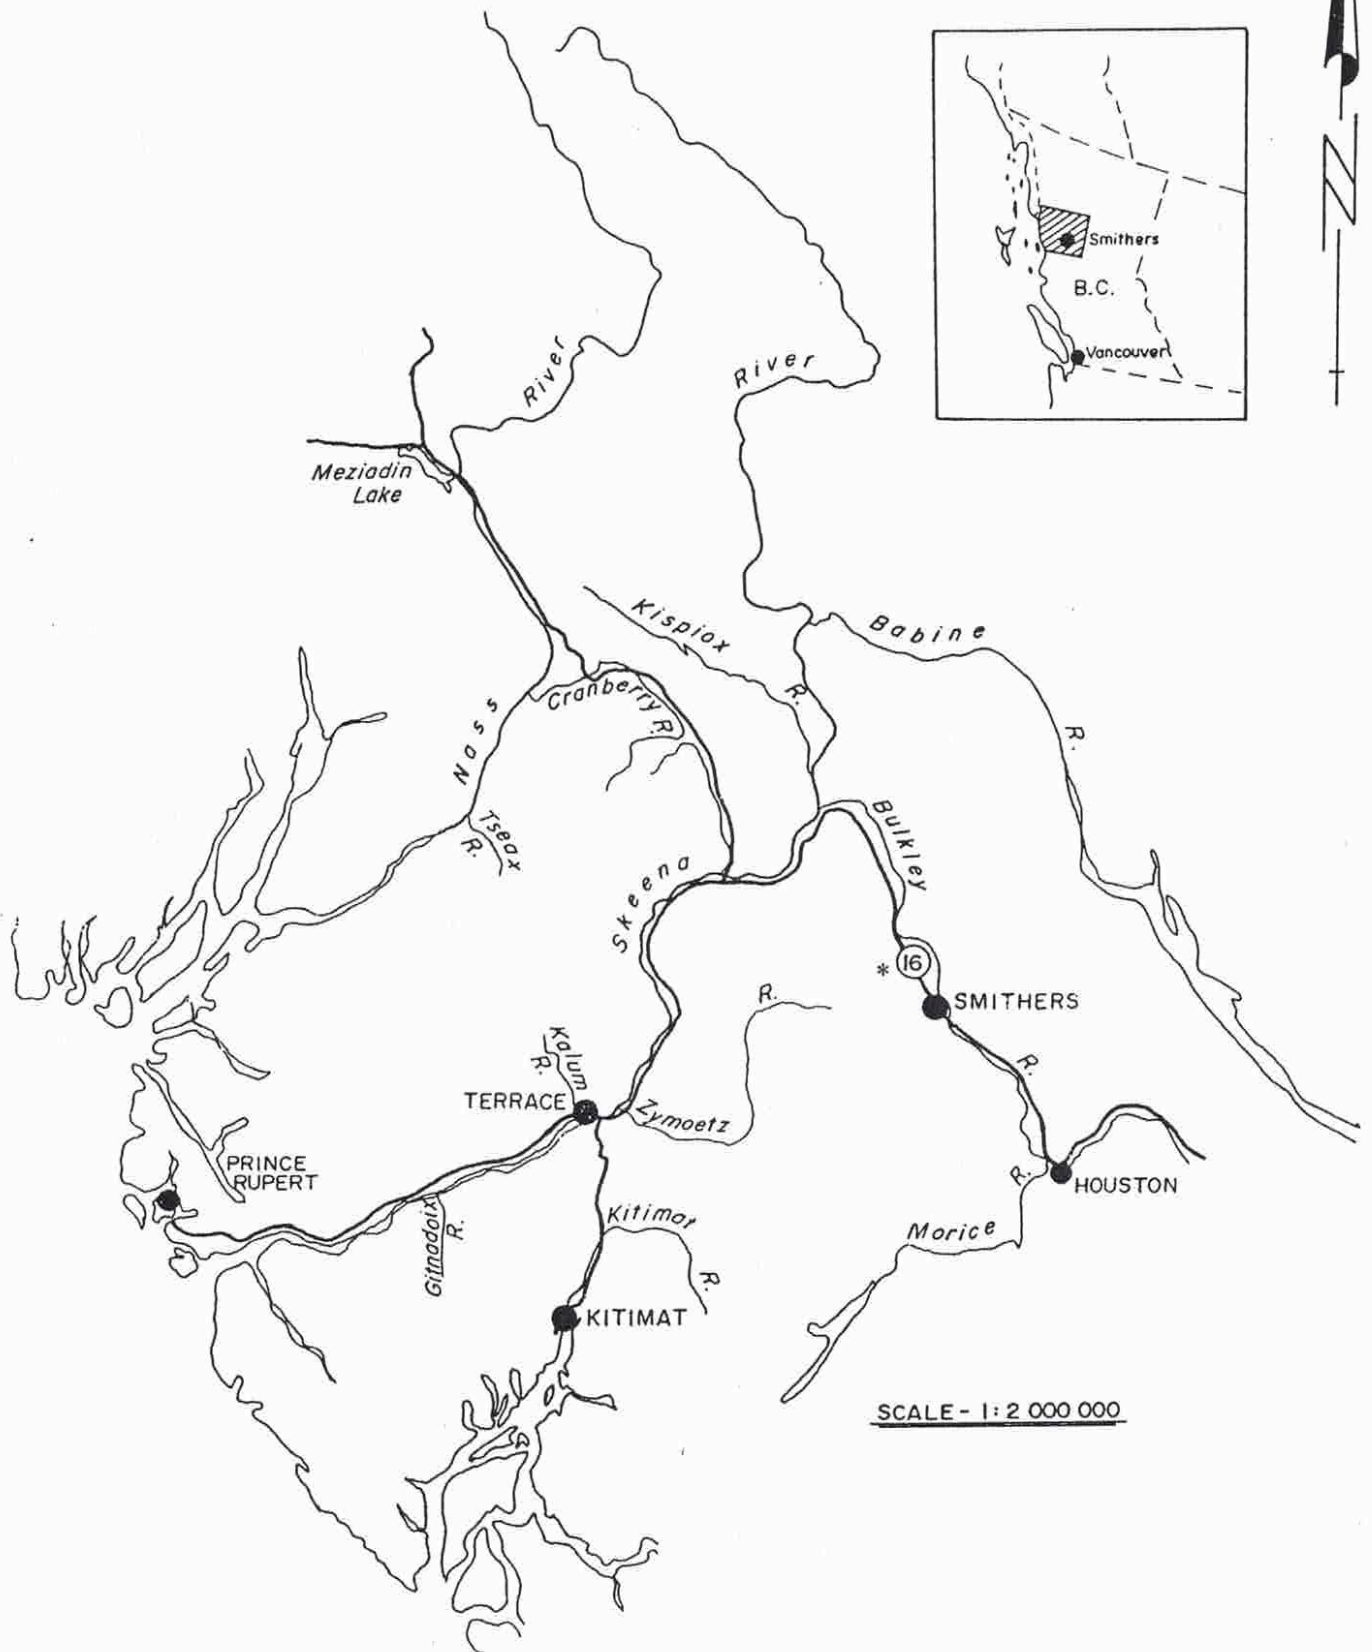 N
Smithers
B.C.
Vancouver
River
River
Meziadin
Lake
Kispiox
R.
Babine
R.
Cranberry
R.
Nass
Tseax
R.
Bulkley
Skeena
* 16
SMITHERS
R.
R.
Kalum
R.
TERRACE
Zymoetz
PRINCE
RUPERT
R.
HOUSTON
Gitnadoix
R.
Kitimat
R.
Morice
KITIMAT
SCALE - 1:2 000 000